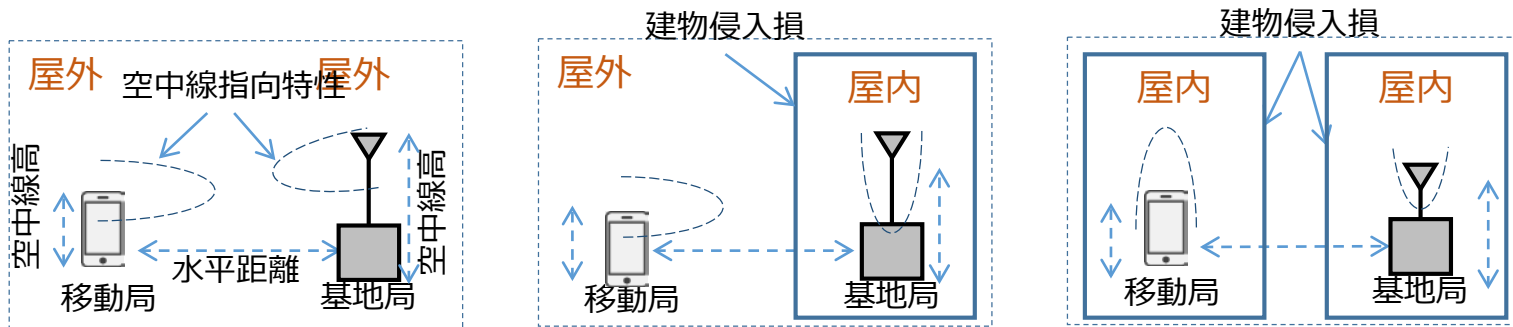 屋外
屋外
空中線指向特性
空中線高
空中線高
水平距離
移動局
基地局
建物侵入損
屋外
屋内
移動局
基地局
建物侵入損
屋内
屋内
移動局
基地局